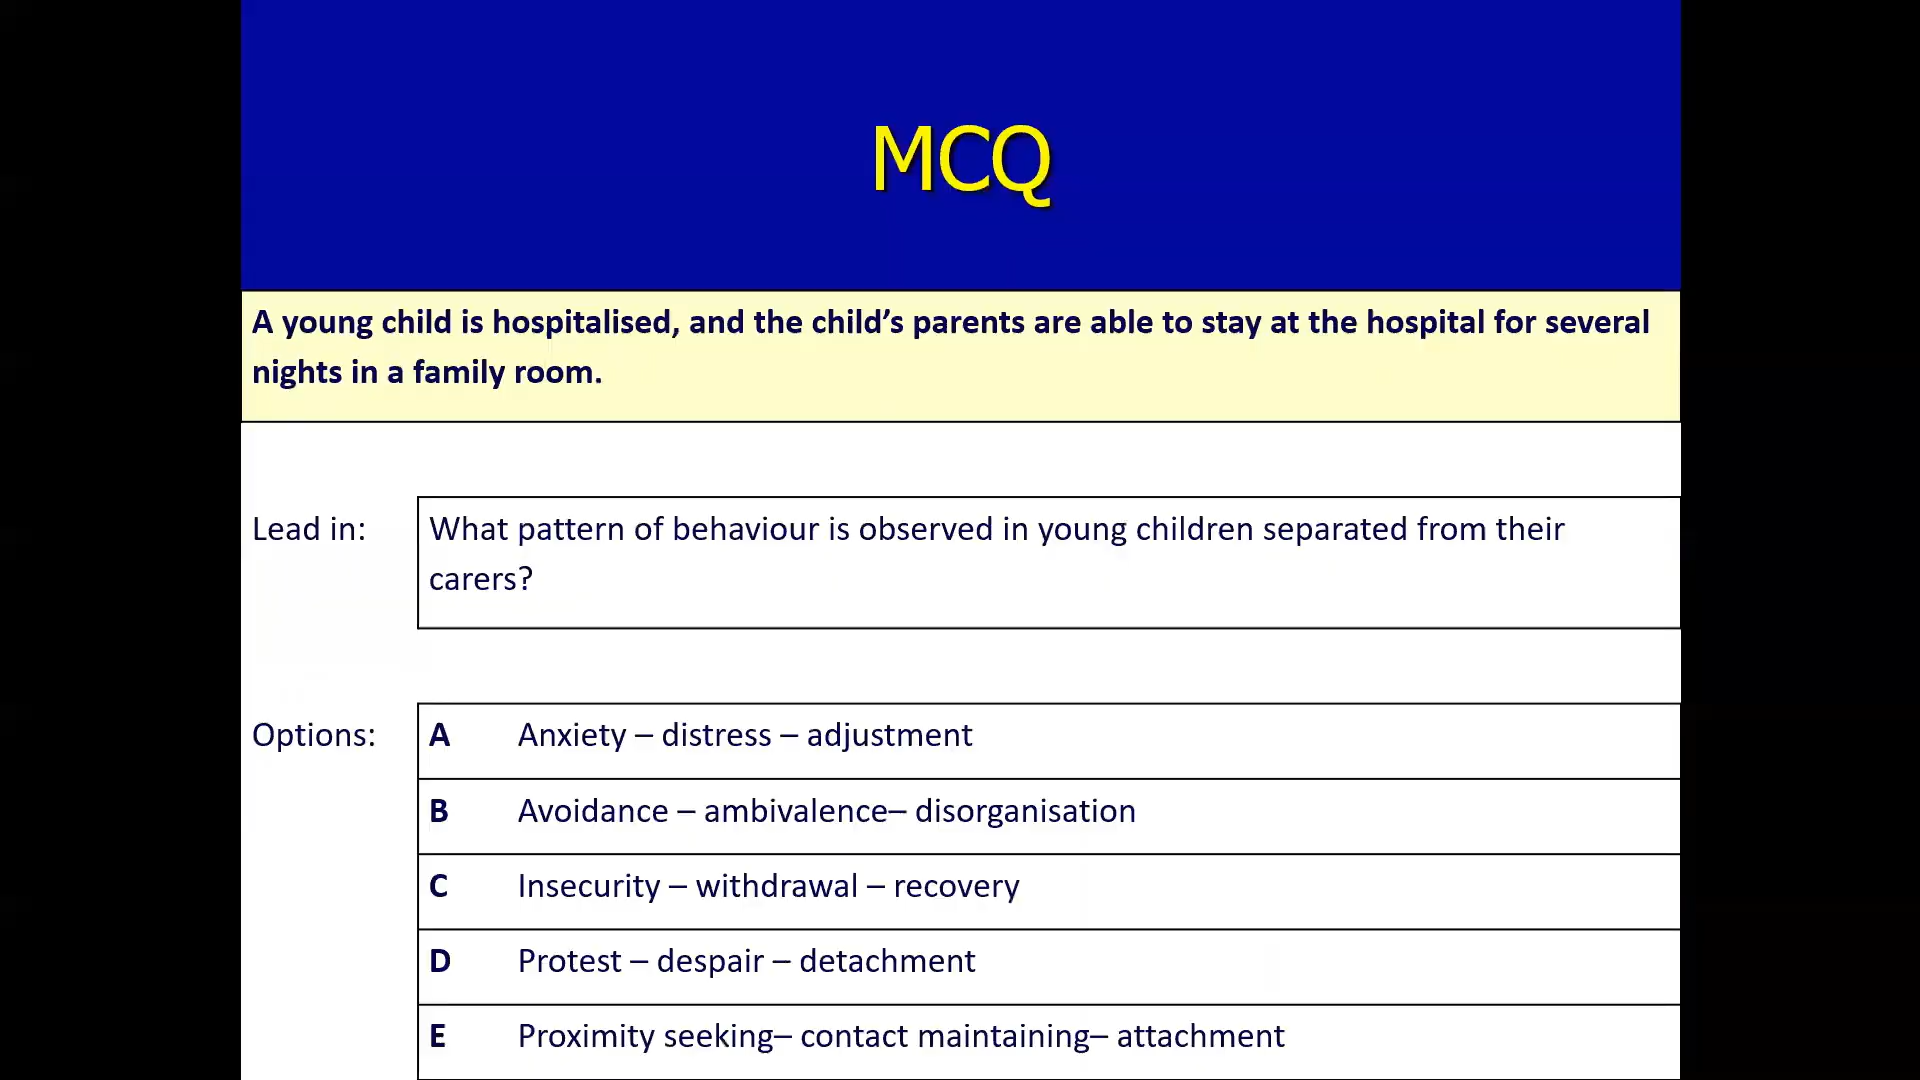 MCQ
A young child is hospitalised, and the child’s parents are able to stay at the hospital for several
nights in a family room.
Lead in:
What pattern of behaviour is observed in young children separated from their
carers?
Options:
A Anxiety – distress – adjustment
B Avoidance – ambivalence– disorganisation
C Insecurity – withdrawal – recovery
D Protest – despair – detachment
E Proximity seeking– contact maintaining– attachment